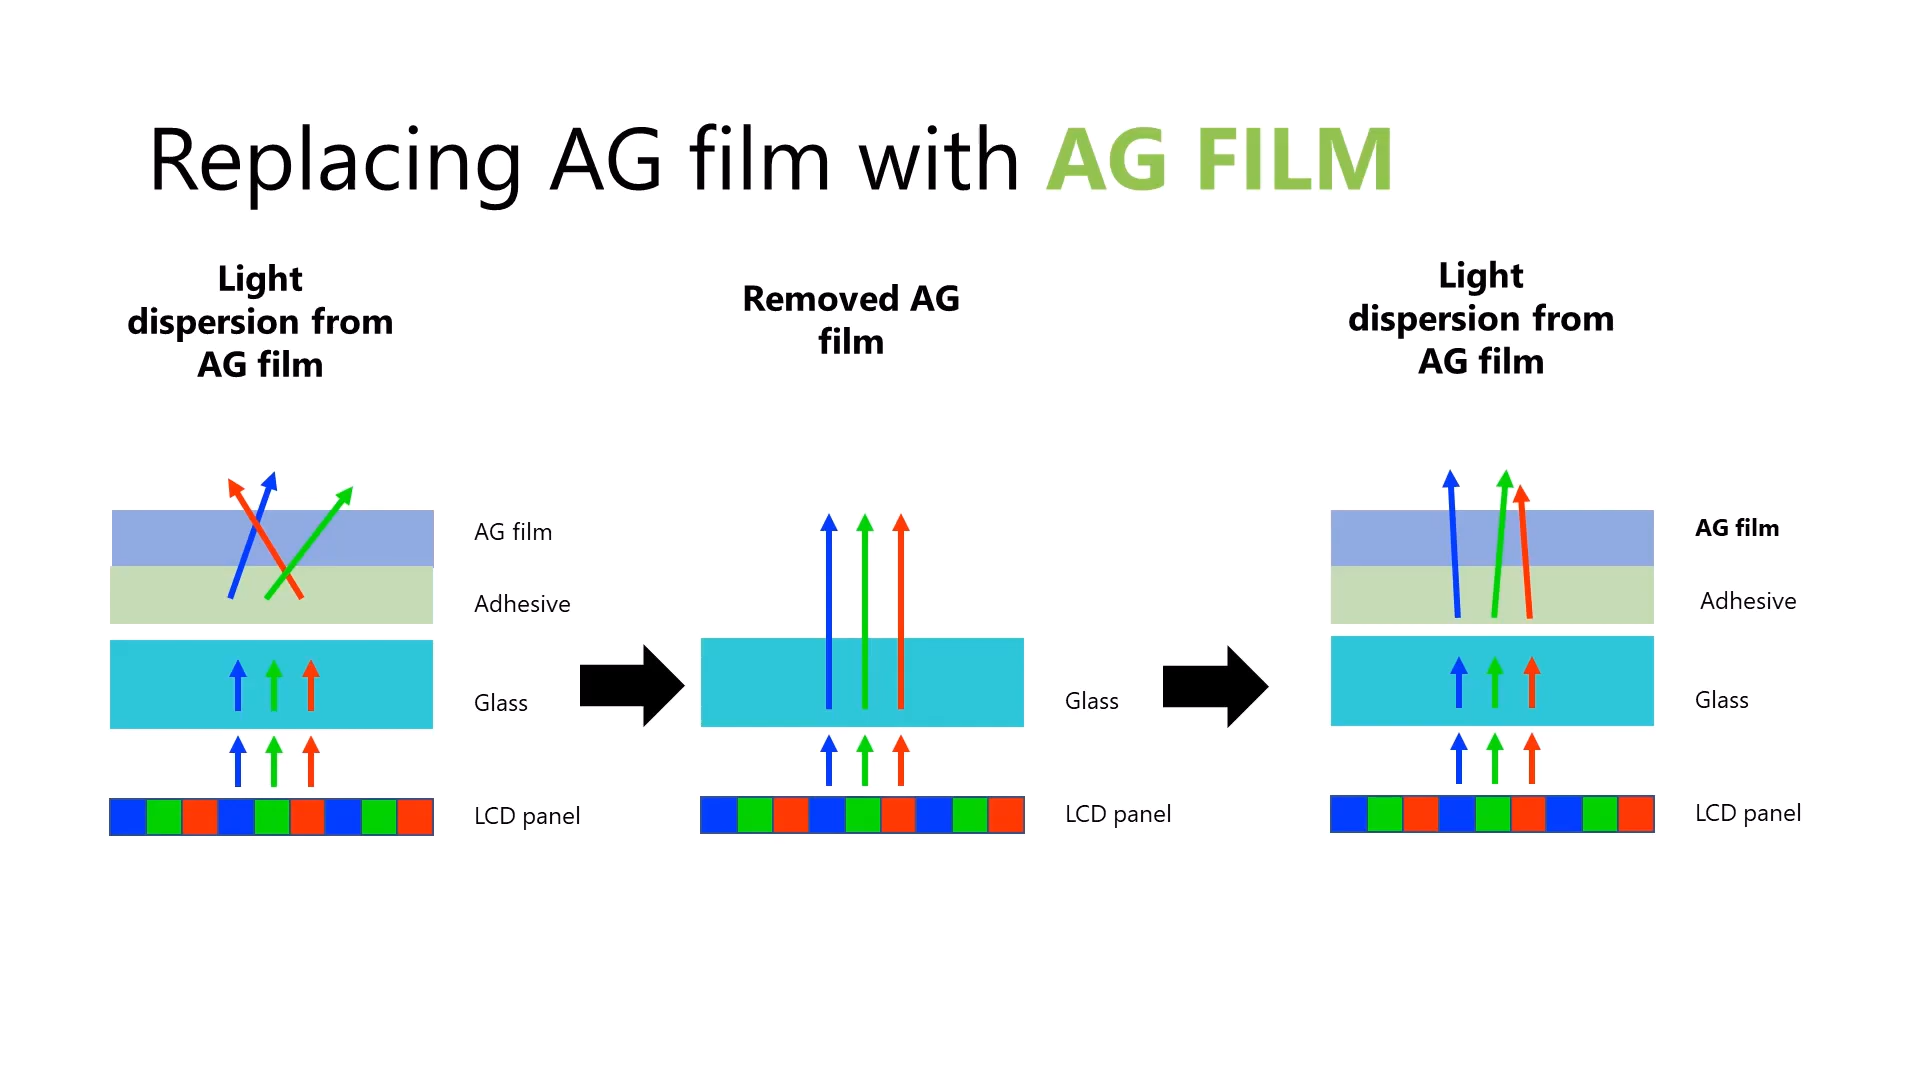 Replacing AG film with AG FILM
Light
dispersion from
AG film
AG film
Adhesive
Glass
LCD panel
Removed AG
film
Glass
LCD panel
Light
dispersion from
AG film
AG film
Adhesive
Glass
LCD panel